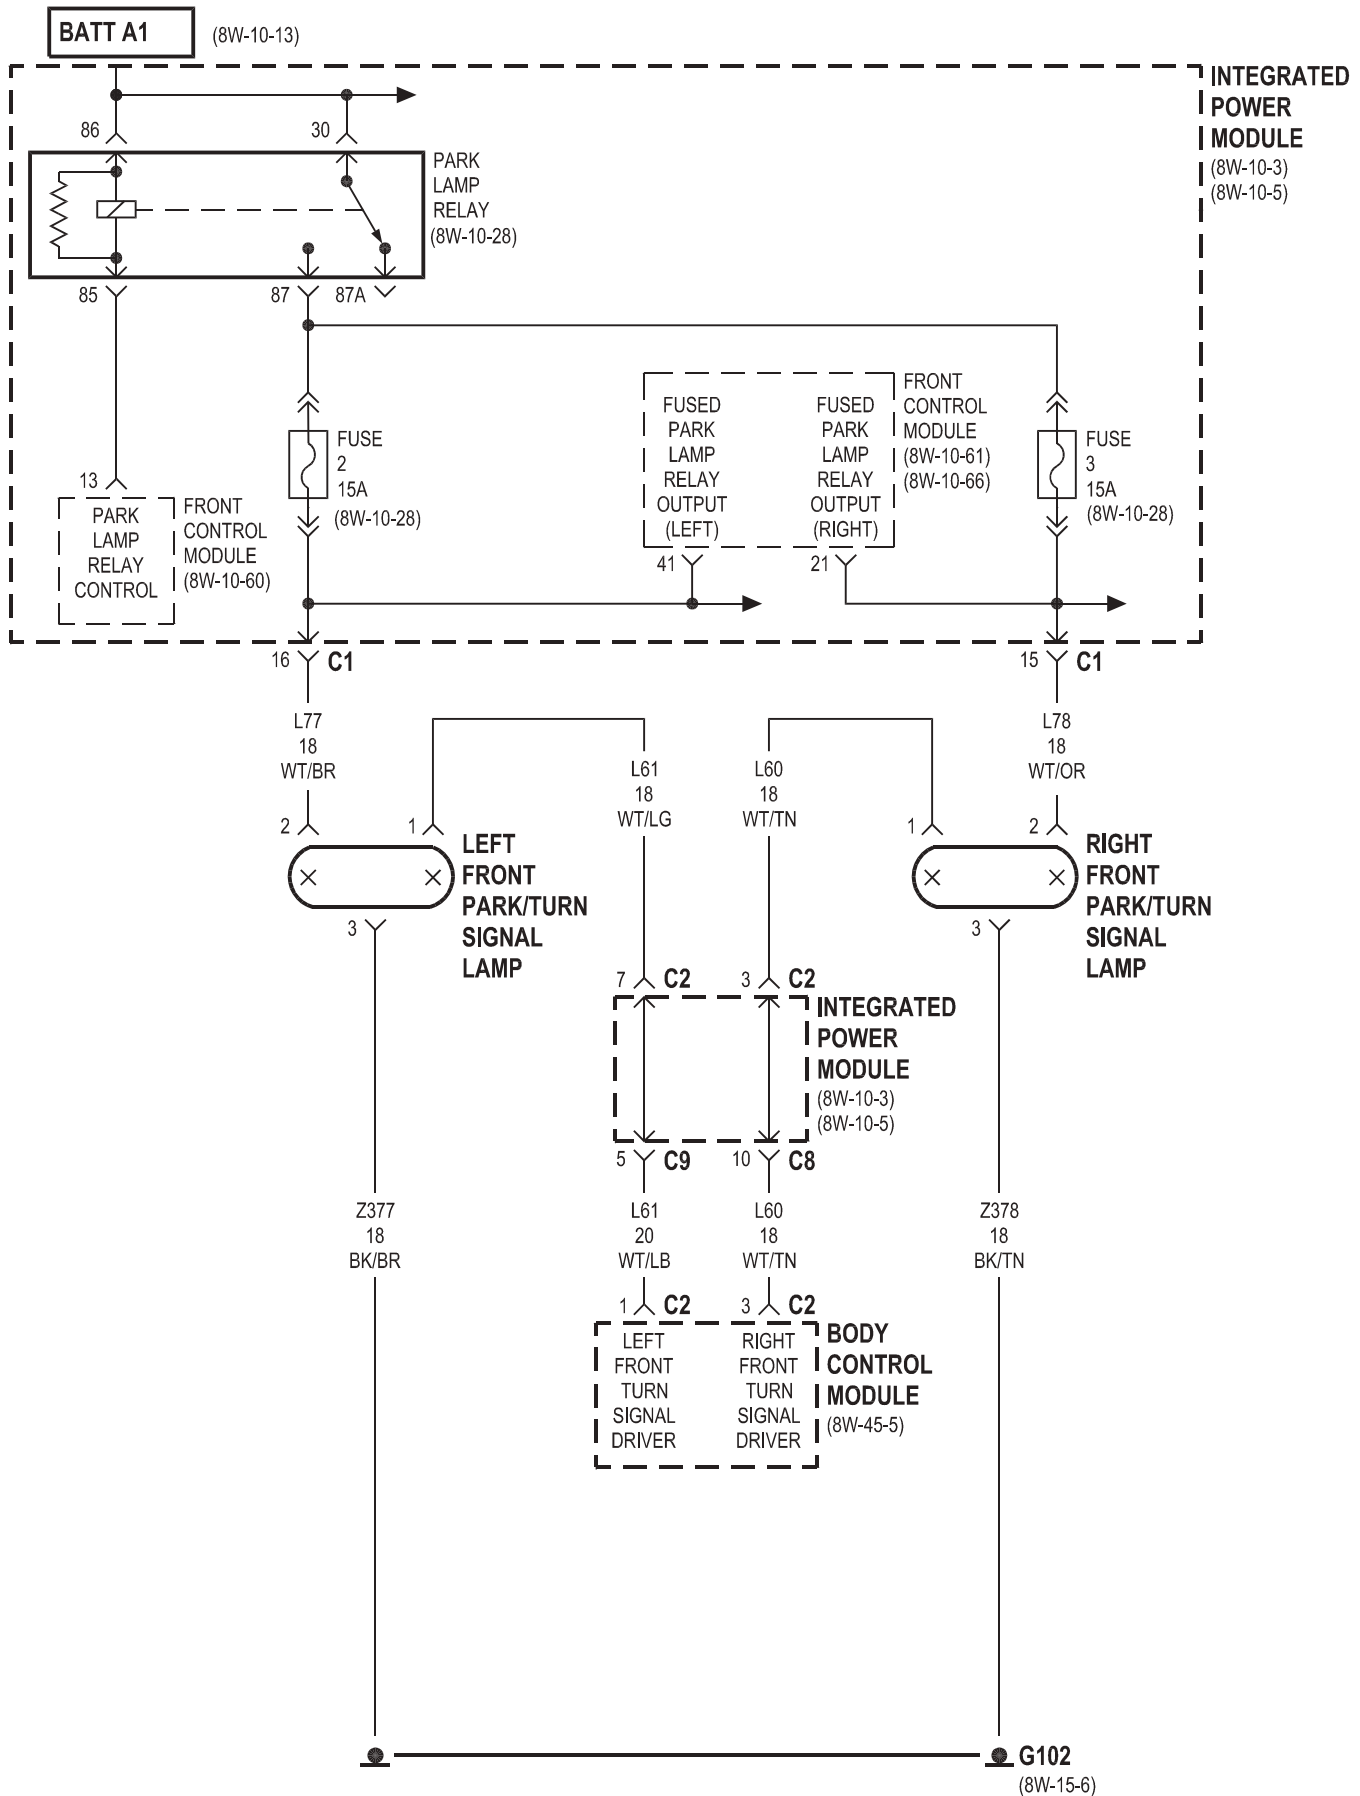 BATT A1
(8W-10-13)
INTEGRATED
POWER
MODULE
(8W-10-3)
(8W-10-5)
86
30
PARK
LAMP
RELAY
(8W-10-28)
85
87
87A
FUSE
2
15A
(8W-10-28)
FUSED
PARK
LAMP
RELAY
OUTPUT
(LEFT)
FUSED
PARK
LAMP
RELAY
OUTPUT
(RIGHT)
FRONT
CONTROL
MODULE
(8W-10-61)
(8W-10-66)
FUSE
3
15A
(8W-10-28)
13
PARK
LAMP
RELAY
CONTROL
FRONT
CONTROL
MODULE
(8W-10-60)
41
21
16
C1
15
C1
L77
18
WT/BR
L61
18
WT/LG
L60
18
WT/TN
L78
18
WT/OR
2
1
LEFT
FRONT
PARK/TURN
SIGNAL
LAMP
3
1
2
RIGHT
FRONT
PARK/TURN
SIGNAL
LAMP
3
7
C2
3
C2
INTEGRATED
POWER
MODULE
(8W-10-3)
(8W-10-5)
5
C9
10
C8
Z377
18
BK/BR
L61
20
WT/LB
L60
18
WT/TN
Z378
18
BK/TN
1
C2
3
C2
LEFT
FRONT
TURN
SIGNAL
DRIVER
RIGHT
FRONT
TURN
SIGNAL
DRIVER
BODY
CONTROL
MODULE
(8W-45-5)
G102
(8W-15-6)